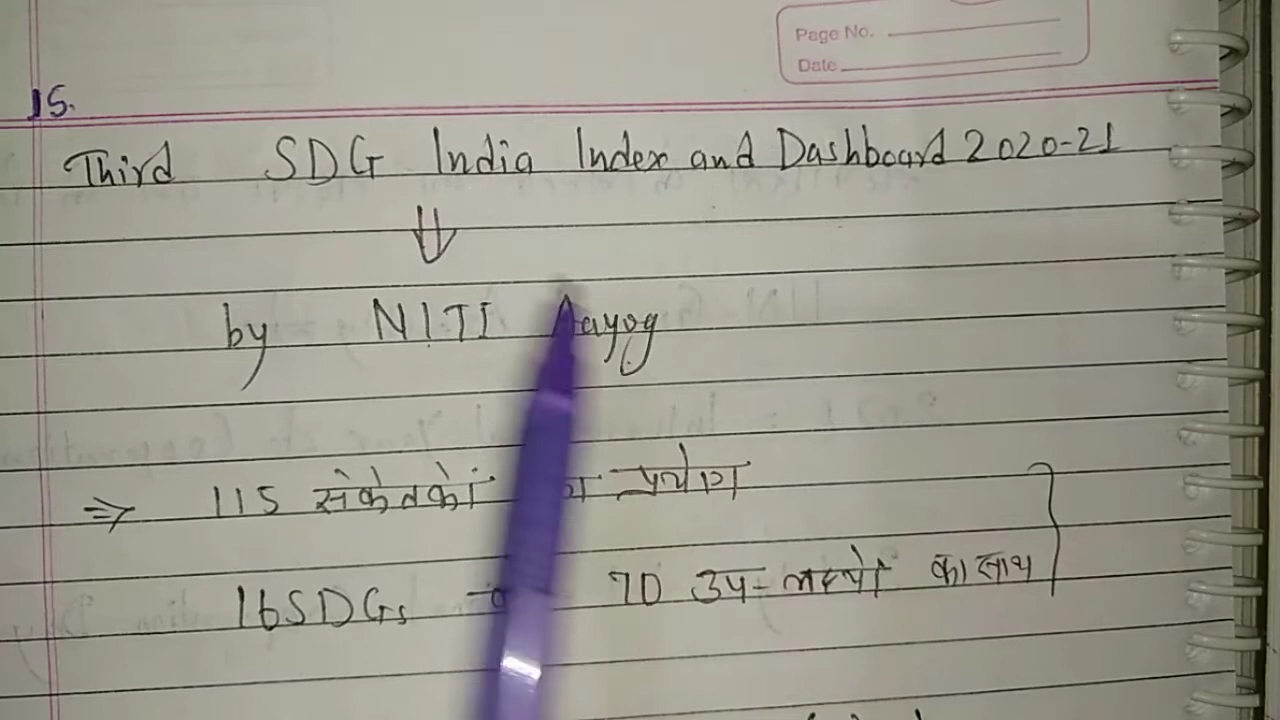 Page No.
Date
15.
Third SDG India Index and Dashboard 2020-21
by NITI Aayog
⇒ 115 संकेतकों प्रयोग
16SDGs 70 उप-लक्ष्यों का साथ